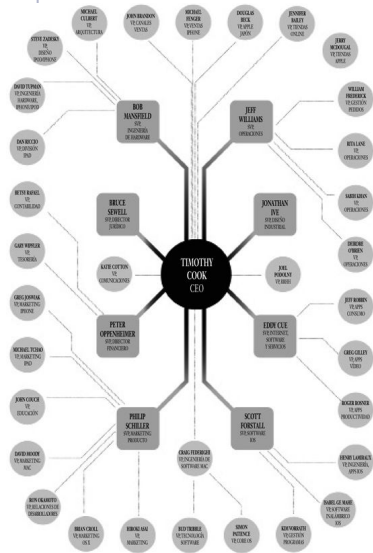 MICHAEL
CULBERT
VP,
ARQUITECTURA
JOHN BRANDON
VP, CANALES
VENTAS
MICHAEL
FENGER
VP, VENTAS
IPHONE
DOUGLAS
BECK
VP, APPLE
JAPÓN
JENNIFER
BAILEY
VP, TIENDAS
ONLINE
JERRY
MCDOUGAL
VP, TIENDAS
APPLE
STEVE ZADESKY
VP,
DISEÑO
IPOD/IPHONE
DAVID TUPMAN
VP, INGENIERÍA
HARDWARE,
IPHONE/IPOD
BOB
MANSFIELD
SVP,
INGENIERÍA
DE HARDWARE
JEFF
WILLIAMS
SVP,
OPERACIONES
WILLIAM
FREDERICK
VP, GESTIÓN
PEDIDOS
DAN RICCIO
VP, DIVISIÓN
IPAD
RITA LANE
VP,
OPERACIONES
BETSY RAFAEL
VP,
CONTABILIDAD
BRUCE
SEWELL
SVP, DIRECTOR
JURÍDICO
JONATHAN
IVE
SVP, DISEÑO
INDUSTRIAL
SABIH KHAN
VP,
OPERACIONES
GARY WIPFLER
VP,
TESORERÍA
DEIRDRE
O'BRIEN
VP,
OPERACIONES
KATIE COTTON
VP,
COMUNICACIONES
TIMOTHY
COOK
CEO
JOEL
PODOLNY
VP, RRHH
GREG JOSWIAK
VP, MARKETING
IPHONE
PETER
OPPENHEIMER
SVP, DIRECTOR
FINANCIERO
EDDY CUE
SVP, INTERNET,
SOFTWARE
Y SERVICIOS
JEFF ROBBIN
VP, APPS
CONSUMO
MICHAEL TCHAO
VP, MARKETING
IPAD
GREG GILLEY
VP, APPS
VIDEO
JOHN COUCH
VP,
EDUCACIÓN
ROGER ROSNER
VP, APPS
PRODUCTIVIDAD
PHILIP
SCHILLER
SVP, MARKETING
PRODUCTO
SCOTT
FORSTALL
SVP, SOFTWARE
IOS
DAVID MOODY
VP, MARKETING
MAC
CRAIG FEDERIGHI
VP, INGENIERÍA DE
SOFTWARE MAC
HENRI LAMIRAUX
VP, INGENIERÍA,
APPS IOS
RON OKAMOTO
VP, RELACIONES DE
DESARROLLADORES
BRIAN CROLL
VP, MARKETING
OS X
HIROKI ASAI
VP,
MARKETING
BUD TRIBBLE
VP, TECNOLOGÍA
SOFTWARE
SIMON
PATIENCE
VP, CORE OS
KIM VORRATH
VP, GESTIÓN
PROGRAMAS
ISABEL GE MAHE
VP, SOFTWARE
INALÁMBRICO
IOS